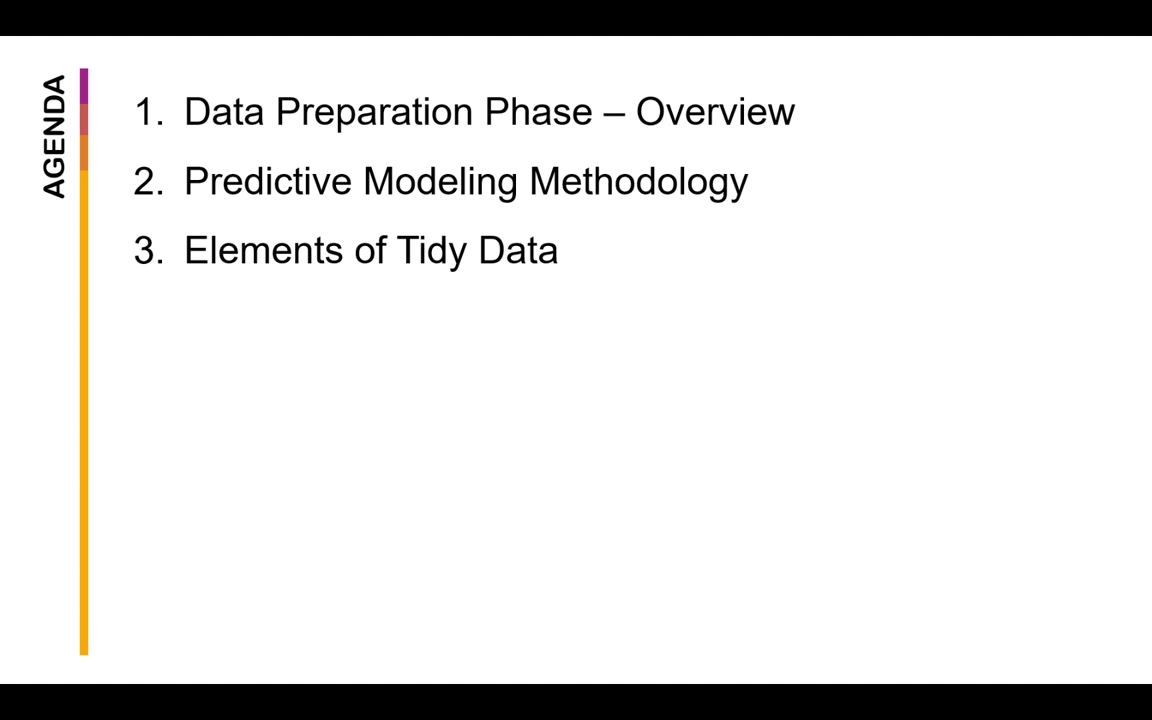 AGENDA
1. Data Preparation Phase – Overview
2. Predictive Modeling Methodology
3. Elements of Tidy Data